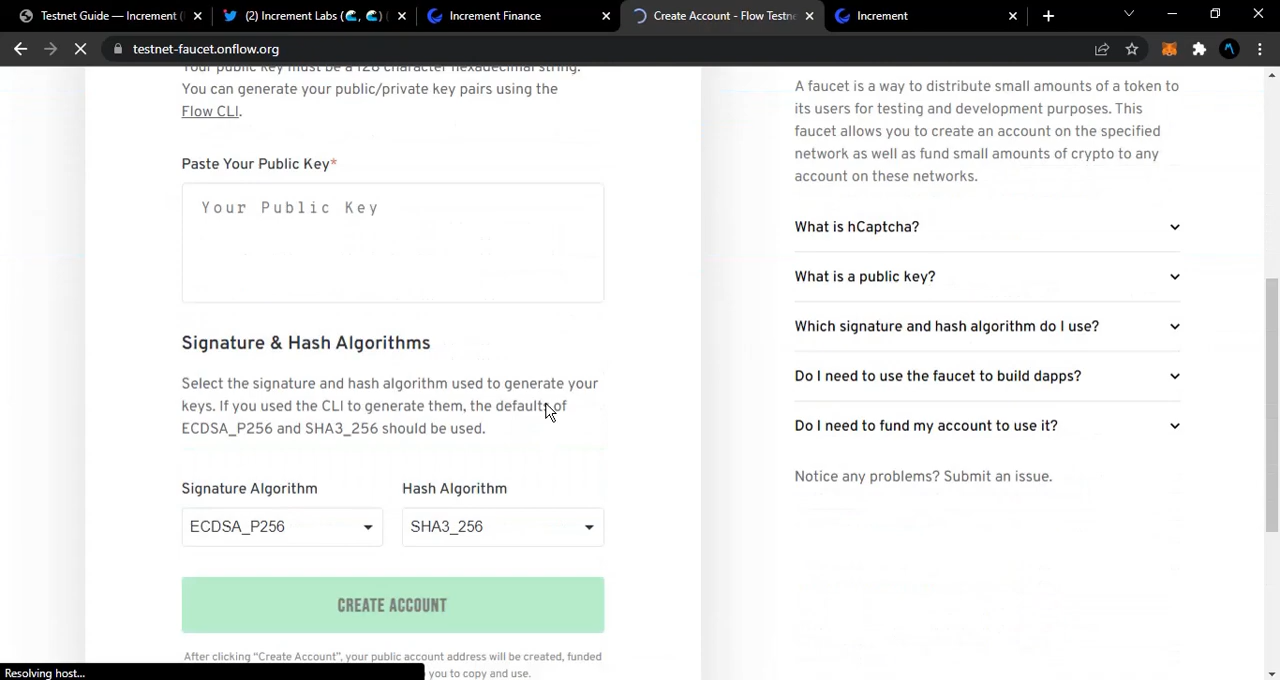 Testnet Guide — Increment (
(2) Increment Labs (🌊, 🌊) (
Increment Finance
Create Account - Flow Testne
Increment
testnet-faucet.onflow.org
Your public key must be a 128 character hexadecimal string.
You can generate your public/private key pairs using the
Flow CLI.
Paste Your Public Key*
Your Public Key
Signature & Hash Algorithms
Select the signature and hash algorithm used to generate your
keys. If you used the CLI to generate them, the defaults of
ECDSA_P256 and SHA3_256 should be used.
Signature Algorithm
Hash Algorithm
ECDSA_P256
SHA3_256
CREATE ACCOUNT
After clicking “Create Account”, your public account address will be created, funded
you to copy and use.
A faucet is a way to distribute small amounts of a token to
its users for testing and development purposes. This
faucet allows you to create an account on the specified
network as well as fund small amounts of crypto to any
account on these networks.
What is hCaptcha?
What is a public key?
Which signature and hash algorithm do I use?
Do I need to use the faucet to build dapps?
Do I need to fund my account to use it?
Notice any problems? Submit an issue.
Resolving host...